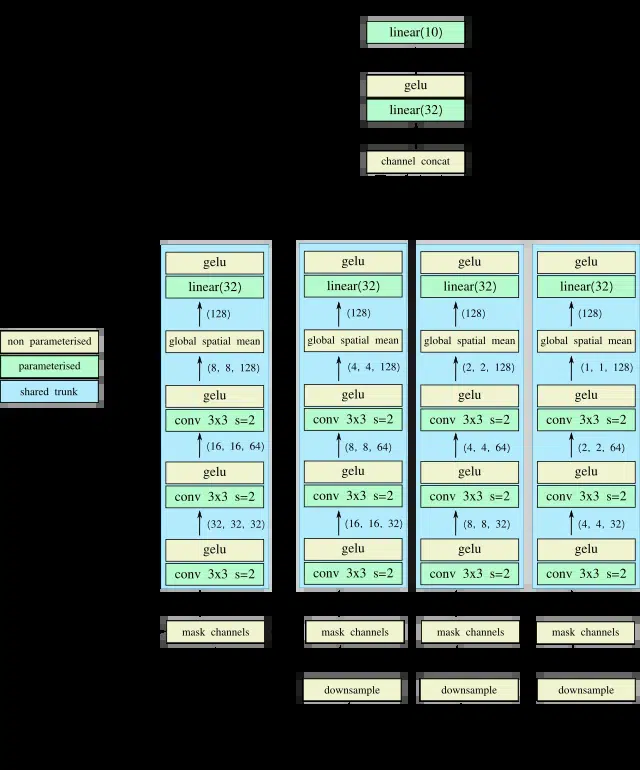 linear(10)
gelu
linear(32)
channel concat
gelu gelu gelu gelu
linear(32) linear(32) linear(32) linear(32)
(128) (128) (128) (128)
global spatial mean global spatial mean global spatial mean global spatial mean
(8, 8, 128) (4, 4, 128) (2, 2, 128) (1, 1, 128)
gelu gelu gelu gelu
conv 3x3 s=2 conv 3x3 s=2 conv 3x3 s=2 conv 3x3 s=2
(16, 16, 64) (8, 8, 64) (4, 4, 64) (2, 2, 64)
gelu gelu gelu gelu
conv 3x3 s=2 conv 3x3 s=2 conv 3x3 s=2 conv 3x3 s=2
(32, 32, 32) (16, 16, 32) (8, 8, 32) (4, 4, 32)
gelu gelu gelu gelu
conv 3x3 s=2 conv 3x3 s=2 conv 3x3 s=2 conv 3x3 s=2
mask channels mask channels mask channels mask channels
downsample downsample downsample
non parameterised
parameterised
shared trunk